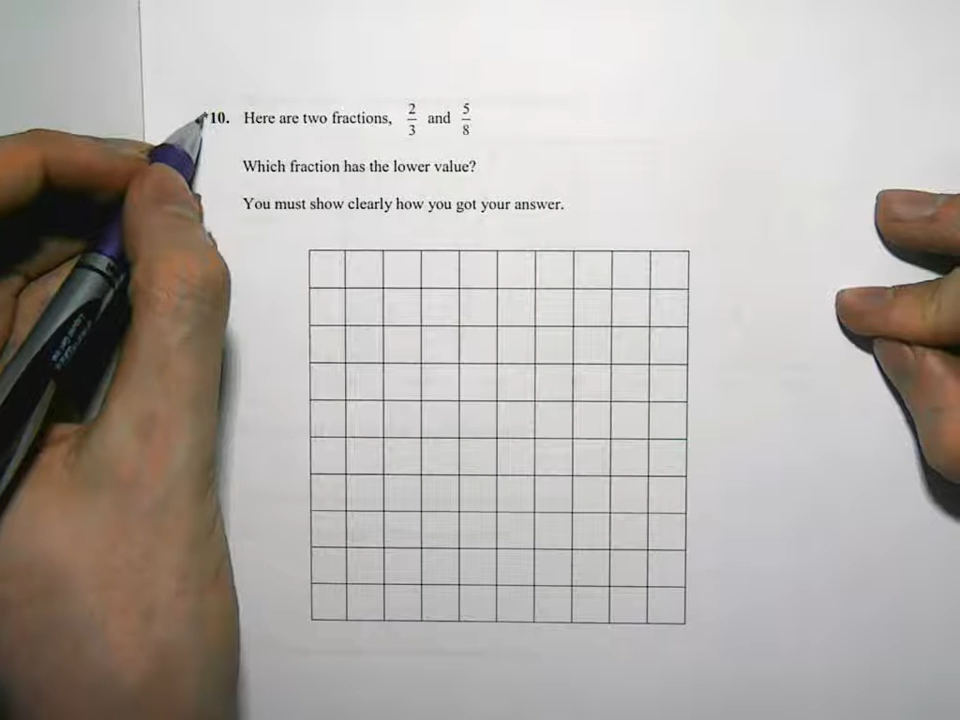 *10. Here are two fractions, 2/3 and 5/8
Which fraction has the lower value?
You must show clearly how you got your answer.